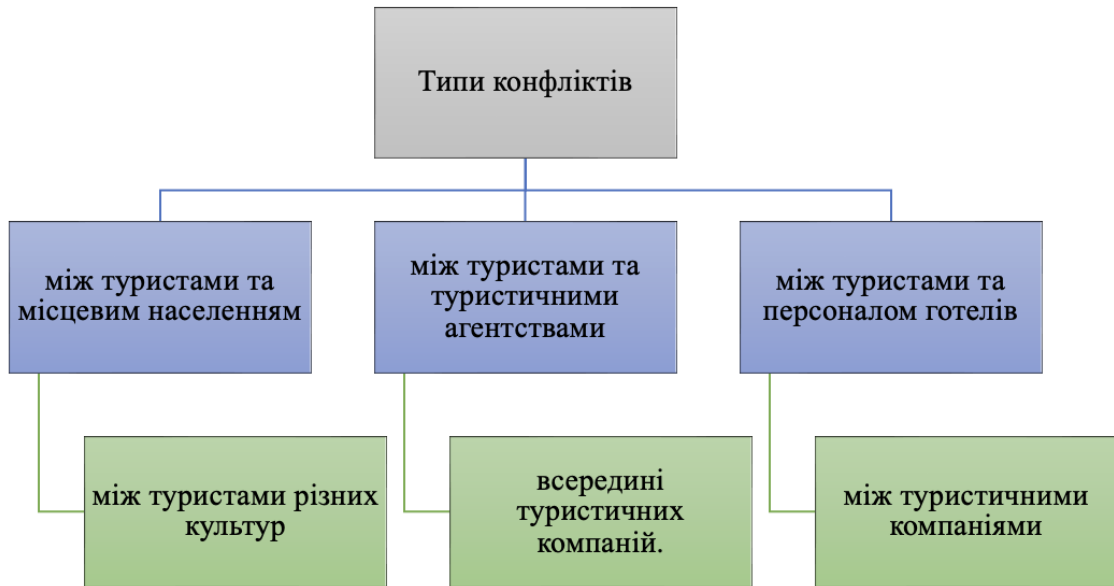 Типи конфліктів
між туристами та
місцевим населенням
між туристами та
туристичними
агентствами
між туристами та
персоналом готелів
між туристами різних
культур
всередині
туристичних
компаній.
між туристичними
компаніями